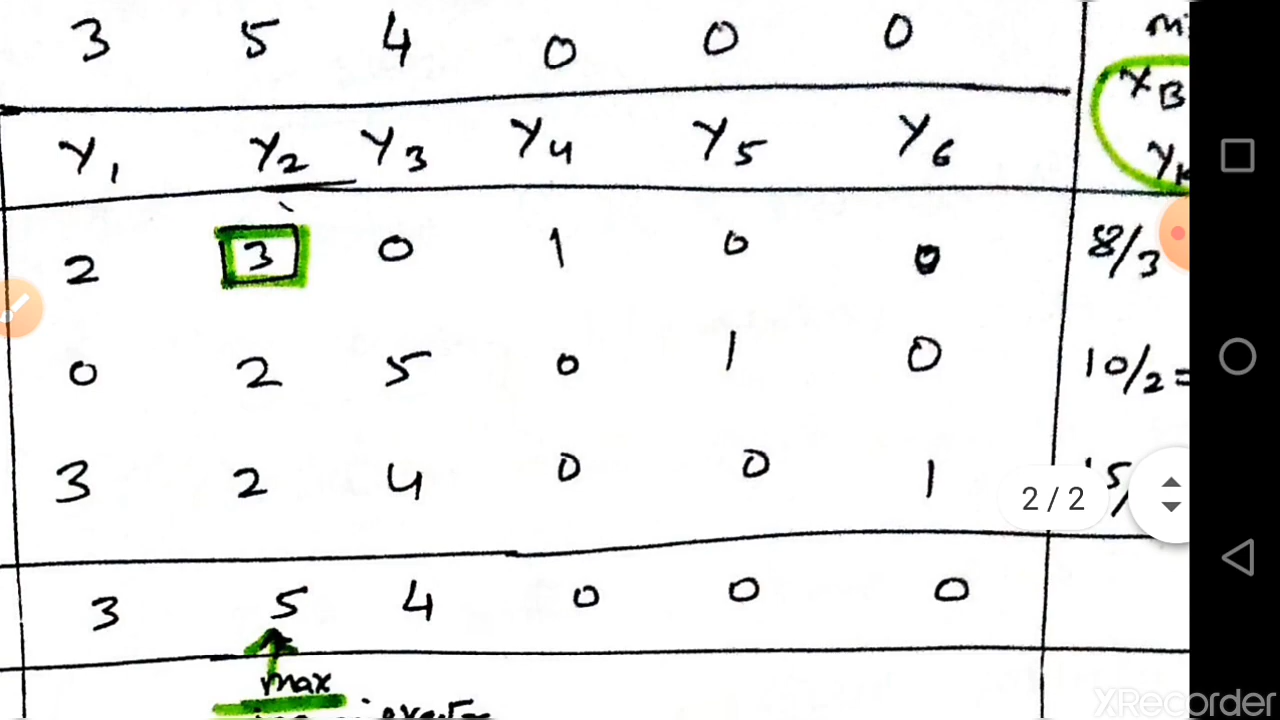 3 5 4 0 0 0
XB
Y1 Y2 Y3 Y4 Y5 Y6
2 3 0 1 0 0 8/3
0 2 5 0 1 0 10/2=
3 2 4 0 0 1
2 / 2
3 5 4 0 0 0
max
XRecorder